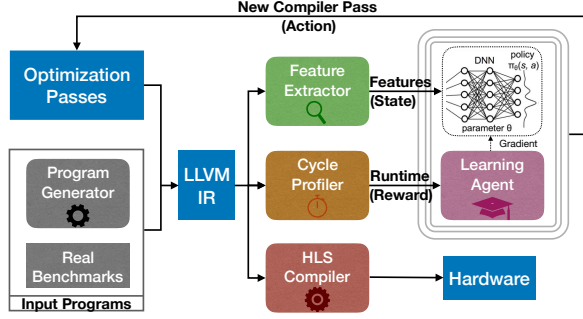 New Compiler Pass
(Action)
Optimization
Passes
Feature
Extractor
Features
(State)
DNN
policy
πθ(s, a)
parameter θ
Gradient
Program
Generator
Real
Benchmarks
Input Programs
LLVM
IR
Cycle
Profiler
Runtime
(Reward)
Learning
Agent
HLS
Compiler
Hardware